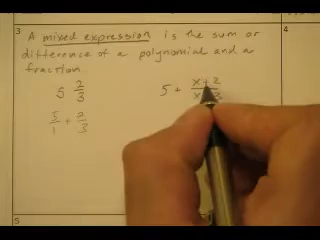 3
4
A mixed expression is the sum or
difference of a polynomial and a
fraction
5 2/3
5 + x+2/x
5/1 + 2/3
5